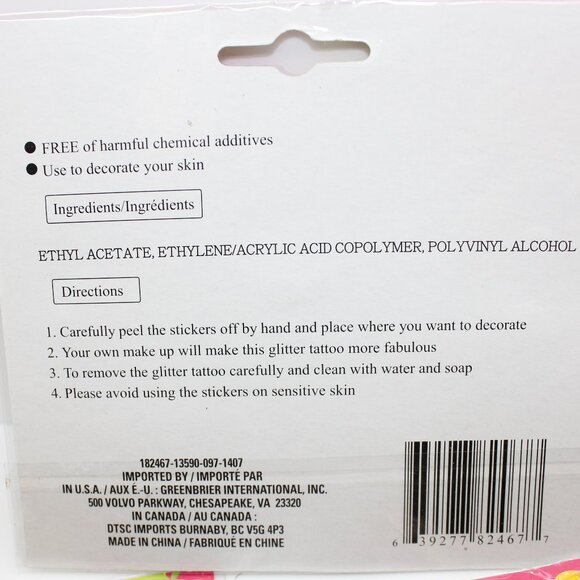 ● FREE of harmful chemical additives
● Use to decorate your skin
Ingredients/Ingrédients
ETHYL ACETATE, ETHYLENE/ACRYLIC ACID COPOLYMER, POLYVINYL ALCOHOL
Directions
1. Carefully peel the stickers off by hand and place where you want to decorate
2. Your own make up will make this glitter tattoo more fabulous
3. To remove the glitter tattoo carefully and clean with water and soap
4. Please avoid using the stickers on sensitive skin
182467-13590-097-1407
IMPORTED BY / IMPORTÉ PAR
IN U.S.A. / AUX É.-U. : GREENBRIER INTERNATIONAL, INC.
500 VOLVO PARKWAY, CHESAPEAKE, VA 23320
IN CANADA / AU CANADA :
DTSC IMPORTS BURNABY, BC V5G 4P3
MADE IN CHINA / FABRIQUÉ EN CHINE
6 39277 82467 7